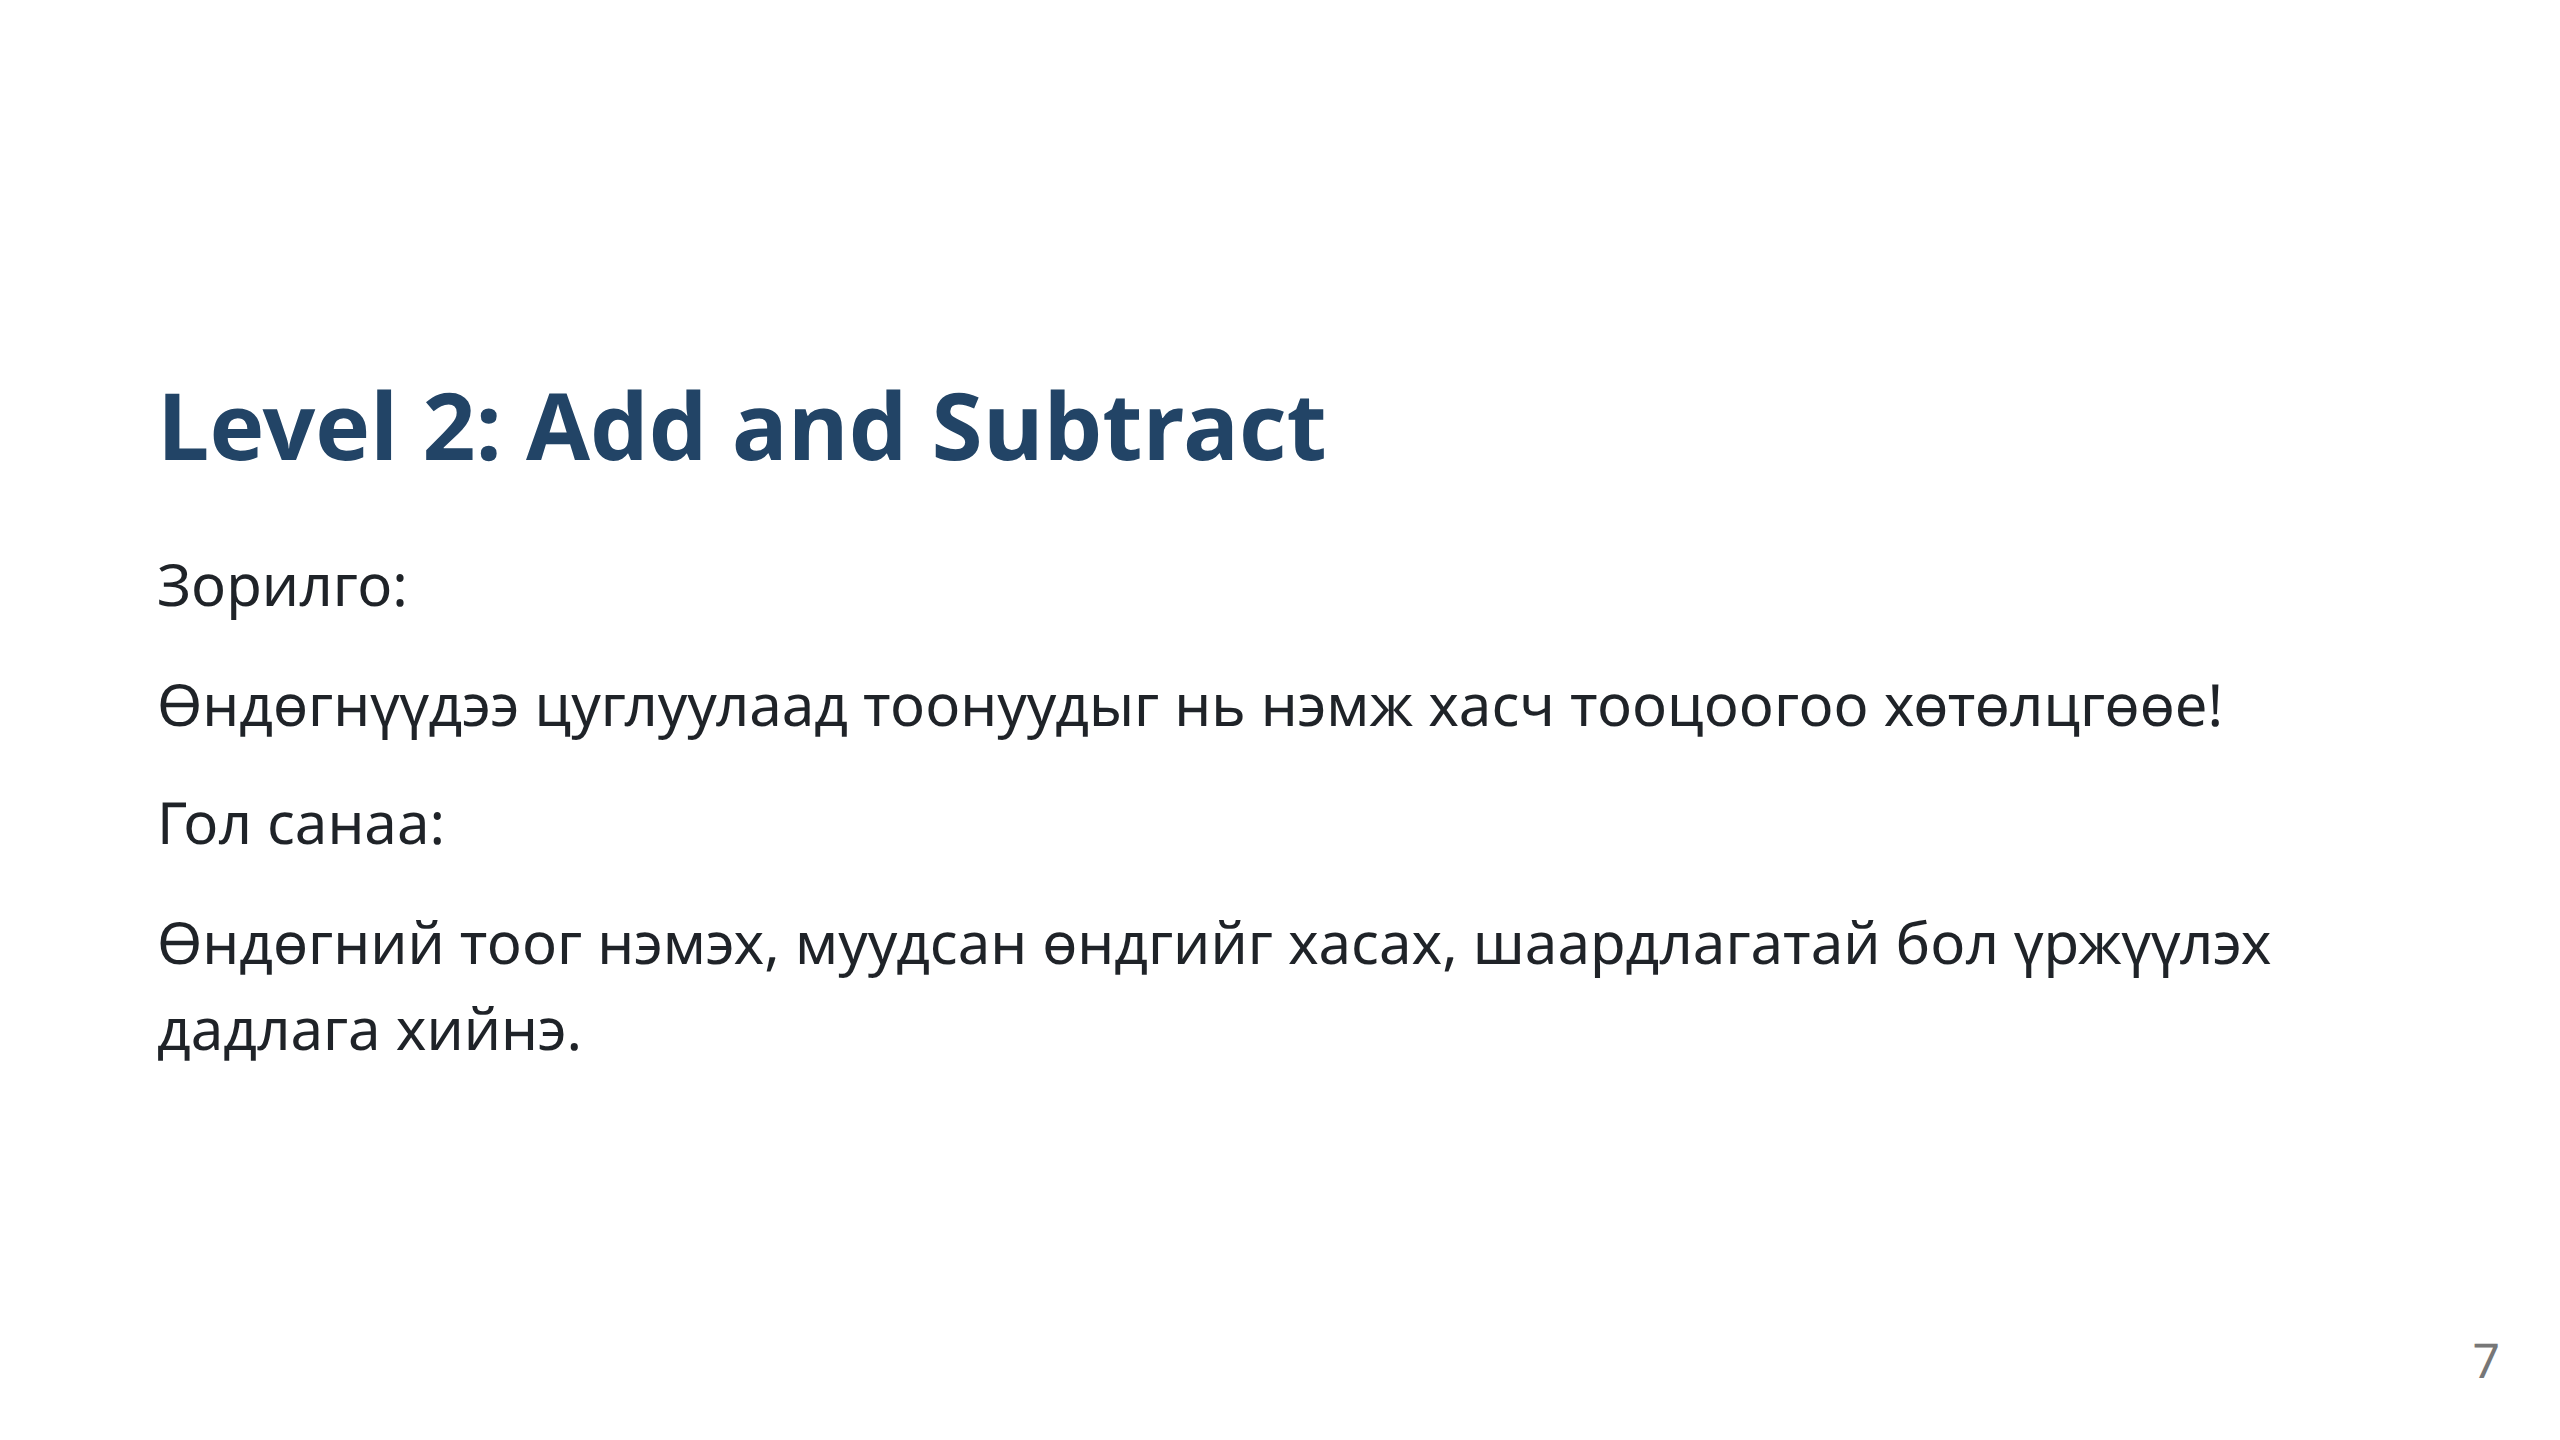 Level 2: Add and Subtract
Зорилго:
Өндөгнүүдээ цуглуулаад тоонуудыг нь нэмж хасч тооцоогоо хөтөлцгөөе!
Гол санаа:
Өндөгний тоог нэмэх, муудсан өндгийг хасах, шаардлагатай бол үржүүлэх
дадлага хийнэ.
7